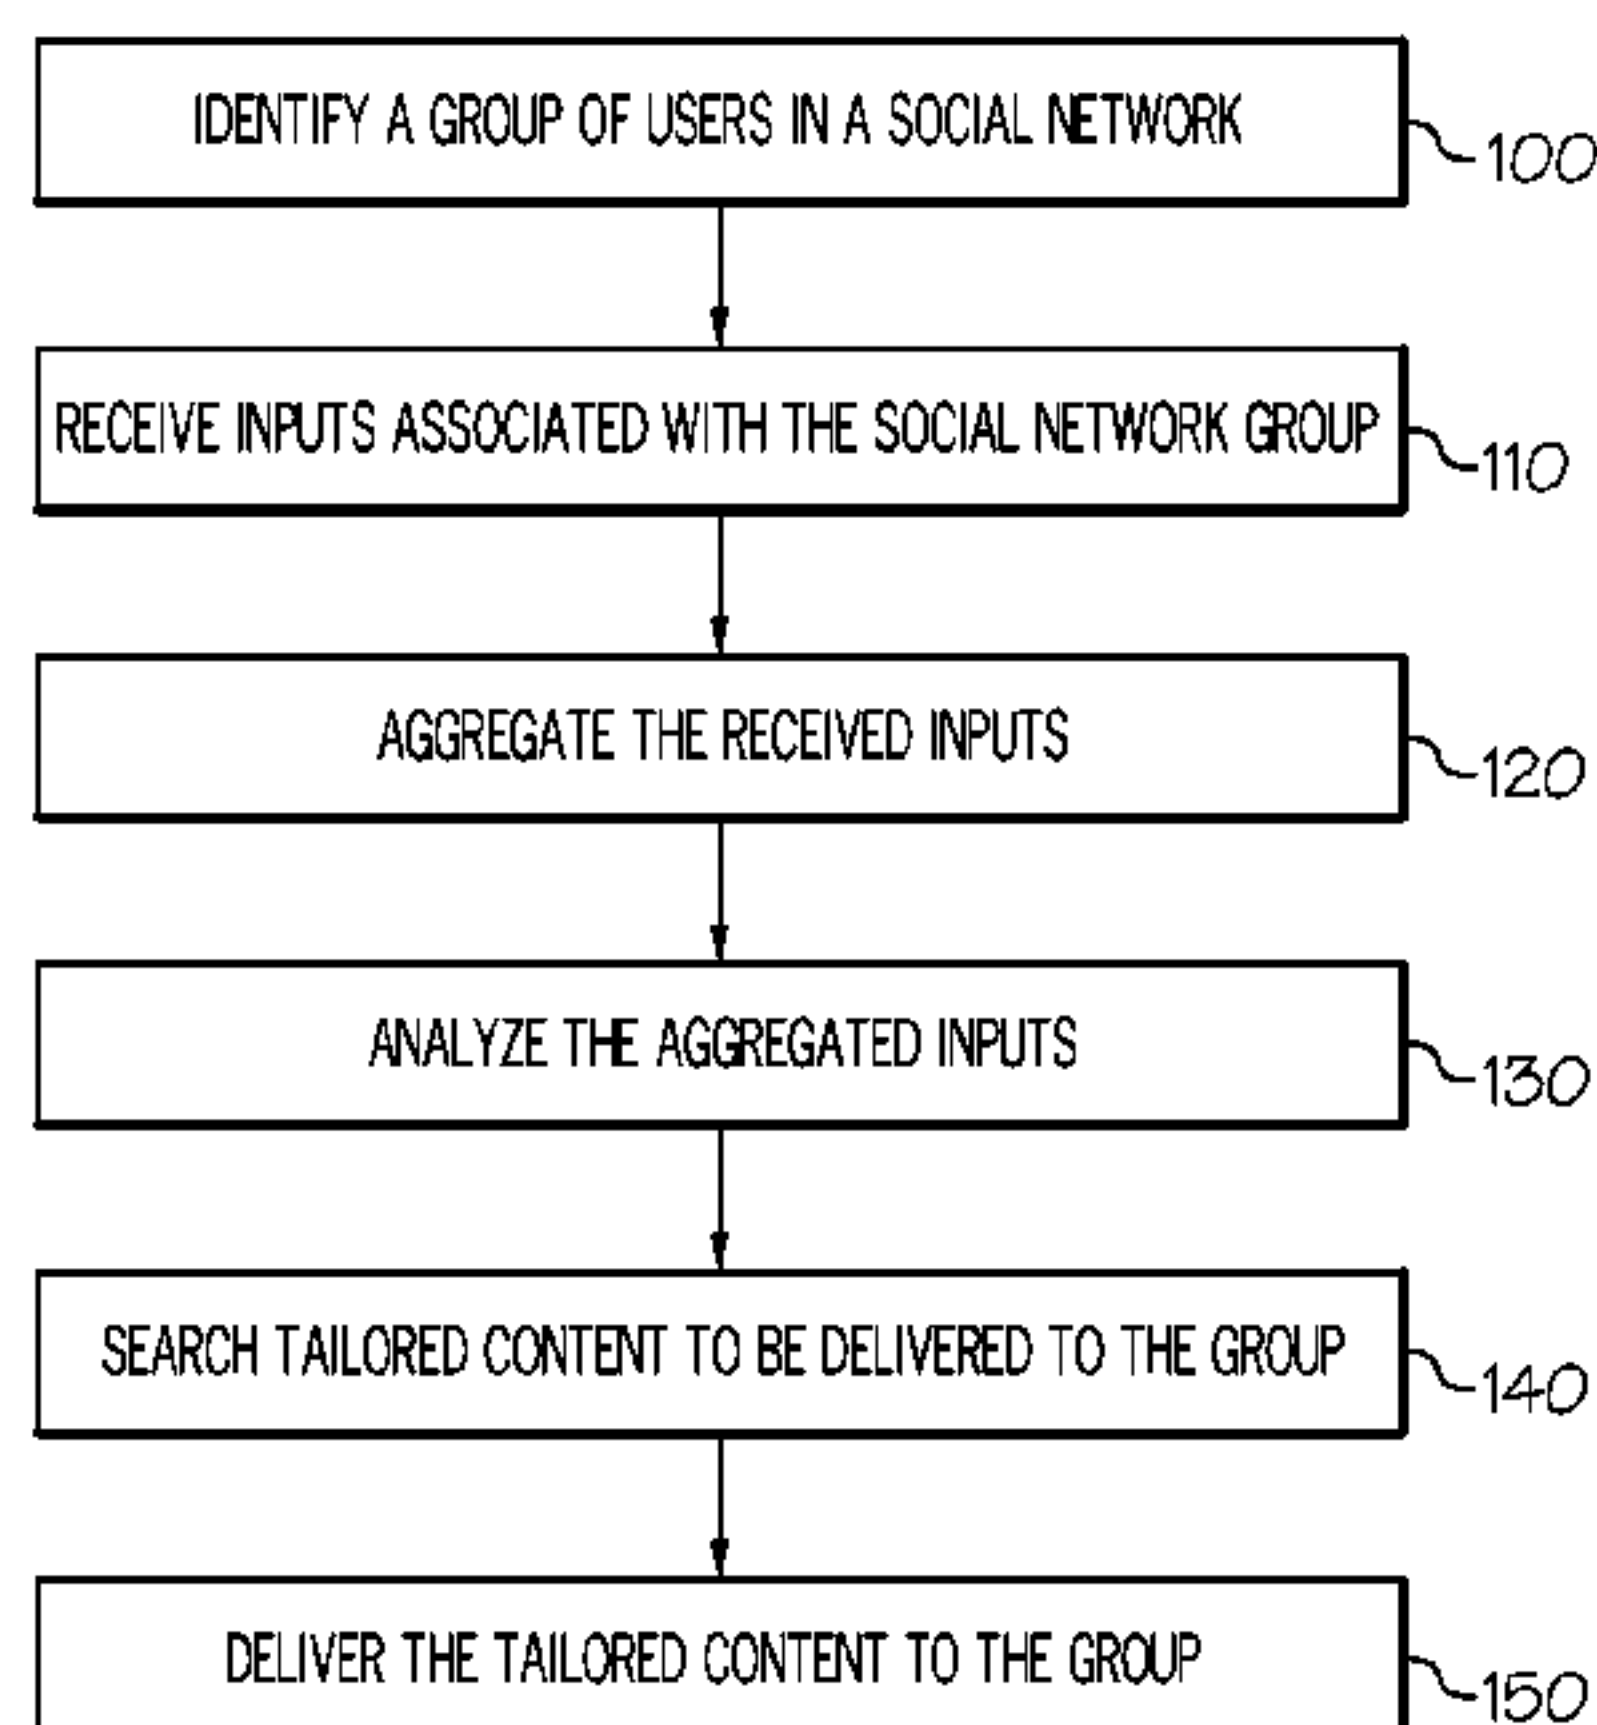 IDENTIFY A GROUP OF USERS IN A SOCIAL NETWORK
100
RECEIVE INPUTS ASSOCIATED WITH THE SOCIAL NETWORK GROUP
110
AGGREGATE THE RECEIVED INPUTS
120
ANALYZE THE AGGREGATED INPUTS
130
SEARCH TAILORED CONTENT TO BE DELIVERED TO THE GROUP
140
DELIVER THE TAILORED CONTENT TO THE GROUP
150